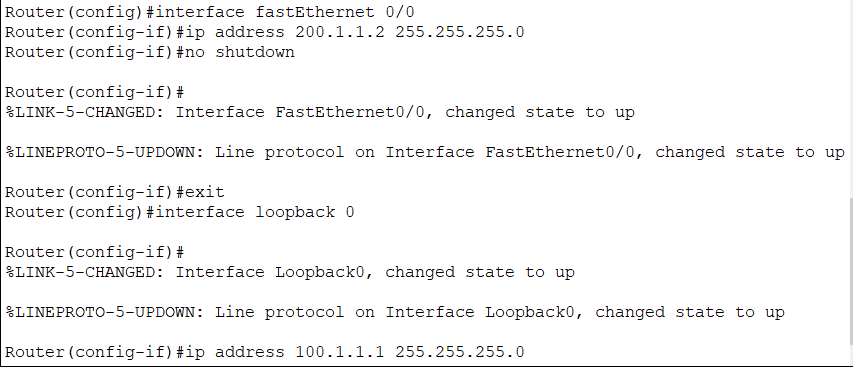 Router(config)#interface fastEthernet 0/0
Router(config-if)#ip address 200.1.1.2 255.255.255.0
Router(config-if)#no shutdown
Router(config-if)#
%LINK-5-CHANGED: Interface FastEthernet0/0, changed state to up
%LINEPROTO-5-UPDOWN: Line protocol on Interface FastEthernet0/0, changed state to up
Router(config-if)#exit
Router(config)#interface loopback 0
Router(config-if)#
%LINK-5-CHANGED: Interface Loopback0, changed state to up
%LINEPROTO-5-UPDOWN: Line protocol on Interface Loopback0, changed state to up
Router(config-if)#ip address 100.1.1.1 255.255.255.0